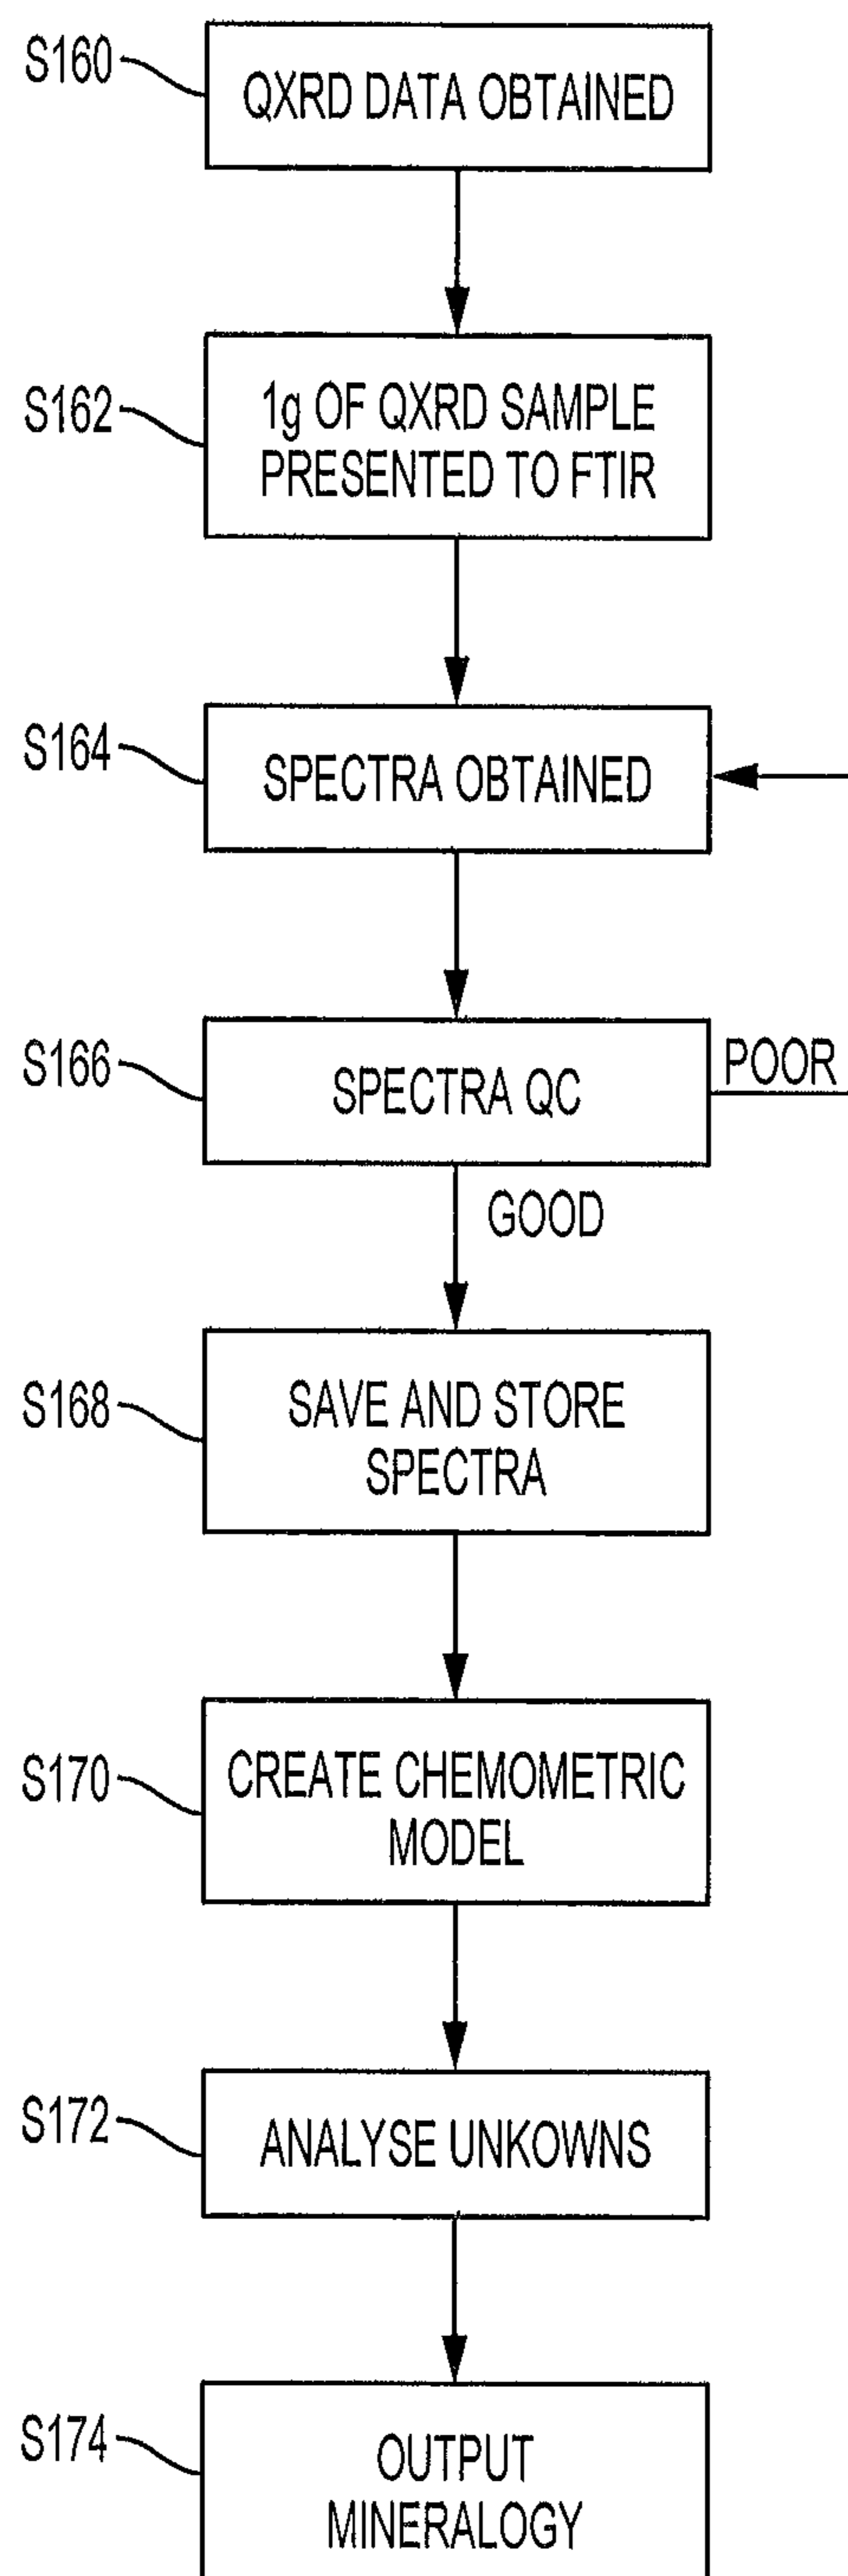 S160
QXRD DATA OBTAINED
S162
1g OF QXRD SAMPLE
PRESENTED TO FTIR
S164
SPECTRA OBTAINED
S166
SPECTRA QC
POOR
GOOD
S168
SAVE AND STORE
SPECTRA
S170
CREATE CHEMOMETRIC
MODEL
S172
ANALYSE UNKOWNS
S174
OUTPUT
MINERALOGY